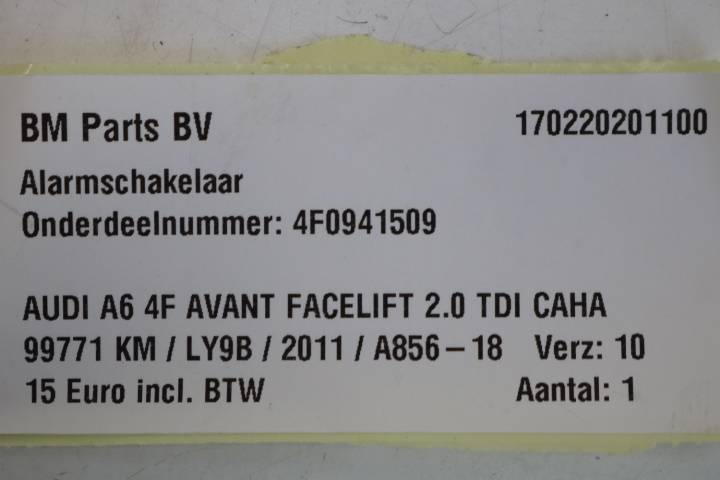 BM Parts BV 170220201100
Alarmschakelaar
Onderdeelnummer: 4F0941509
AUDI A6 4F AVANT FACELIFT 2.0 TDI CAHA
99771 KM / LY9B / 2011 / A856-18 Verz: 10
15 Euro incl. BTW Aantal: 1